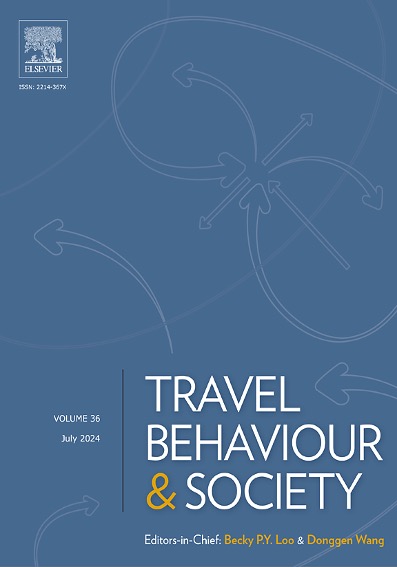 ELSEVIER
ISSN: 2214-367X
VOLUME 36
July 2024
TRAVEL
BEHAVIOUR
& SOCIETY
Editors-in-Chief: Becky P.Y. Loo & Donggen Wang